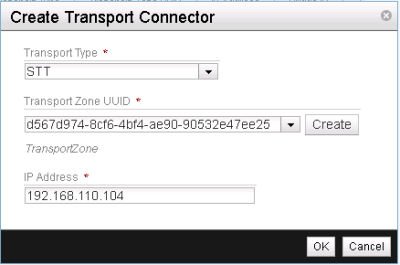 Create Transport Connector
Transport Type *
STT
Transport Zone UUID *
d567d974-8cf6-4bf4-ae90-90532e47ee25
Create
TransportZone
IP Address *
192.168.110.104
OK
Cancel